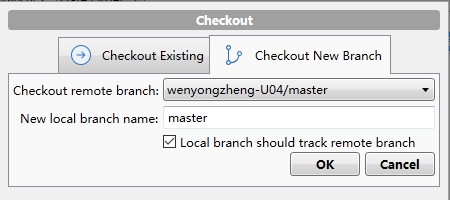 Checkout
Checkout Existing
Checkout New Branch
Checkout remote branch: wenyongzheng-U04/master
New local branch name: master
Local branch should track remote branch
OK Cancel